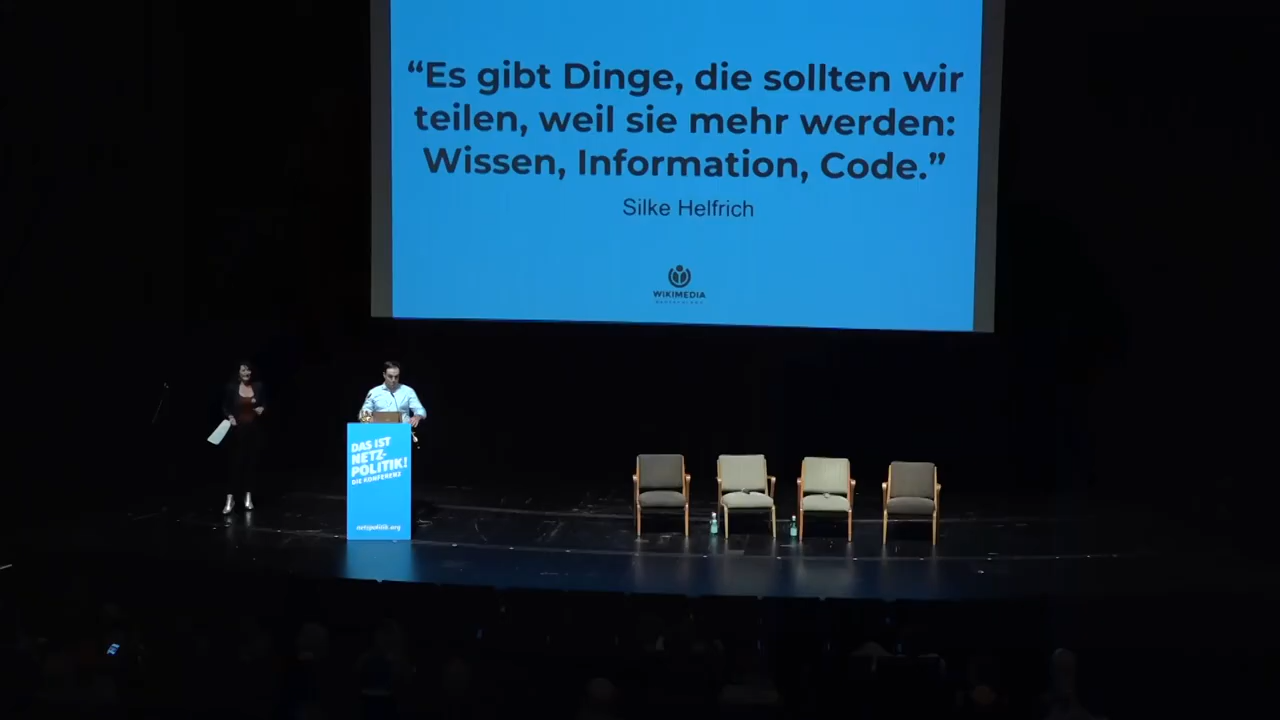 “Es gibt Dinge, die sollten wir
teilen, weil sie mehr werden:
Wissen, Information, Code.”
Silke Helfrich
WIKIMEDIA
DAS IST
NETZ-
POLITIK!
DIE KONFERENZ
netzpolitik.org